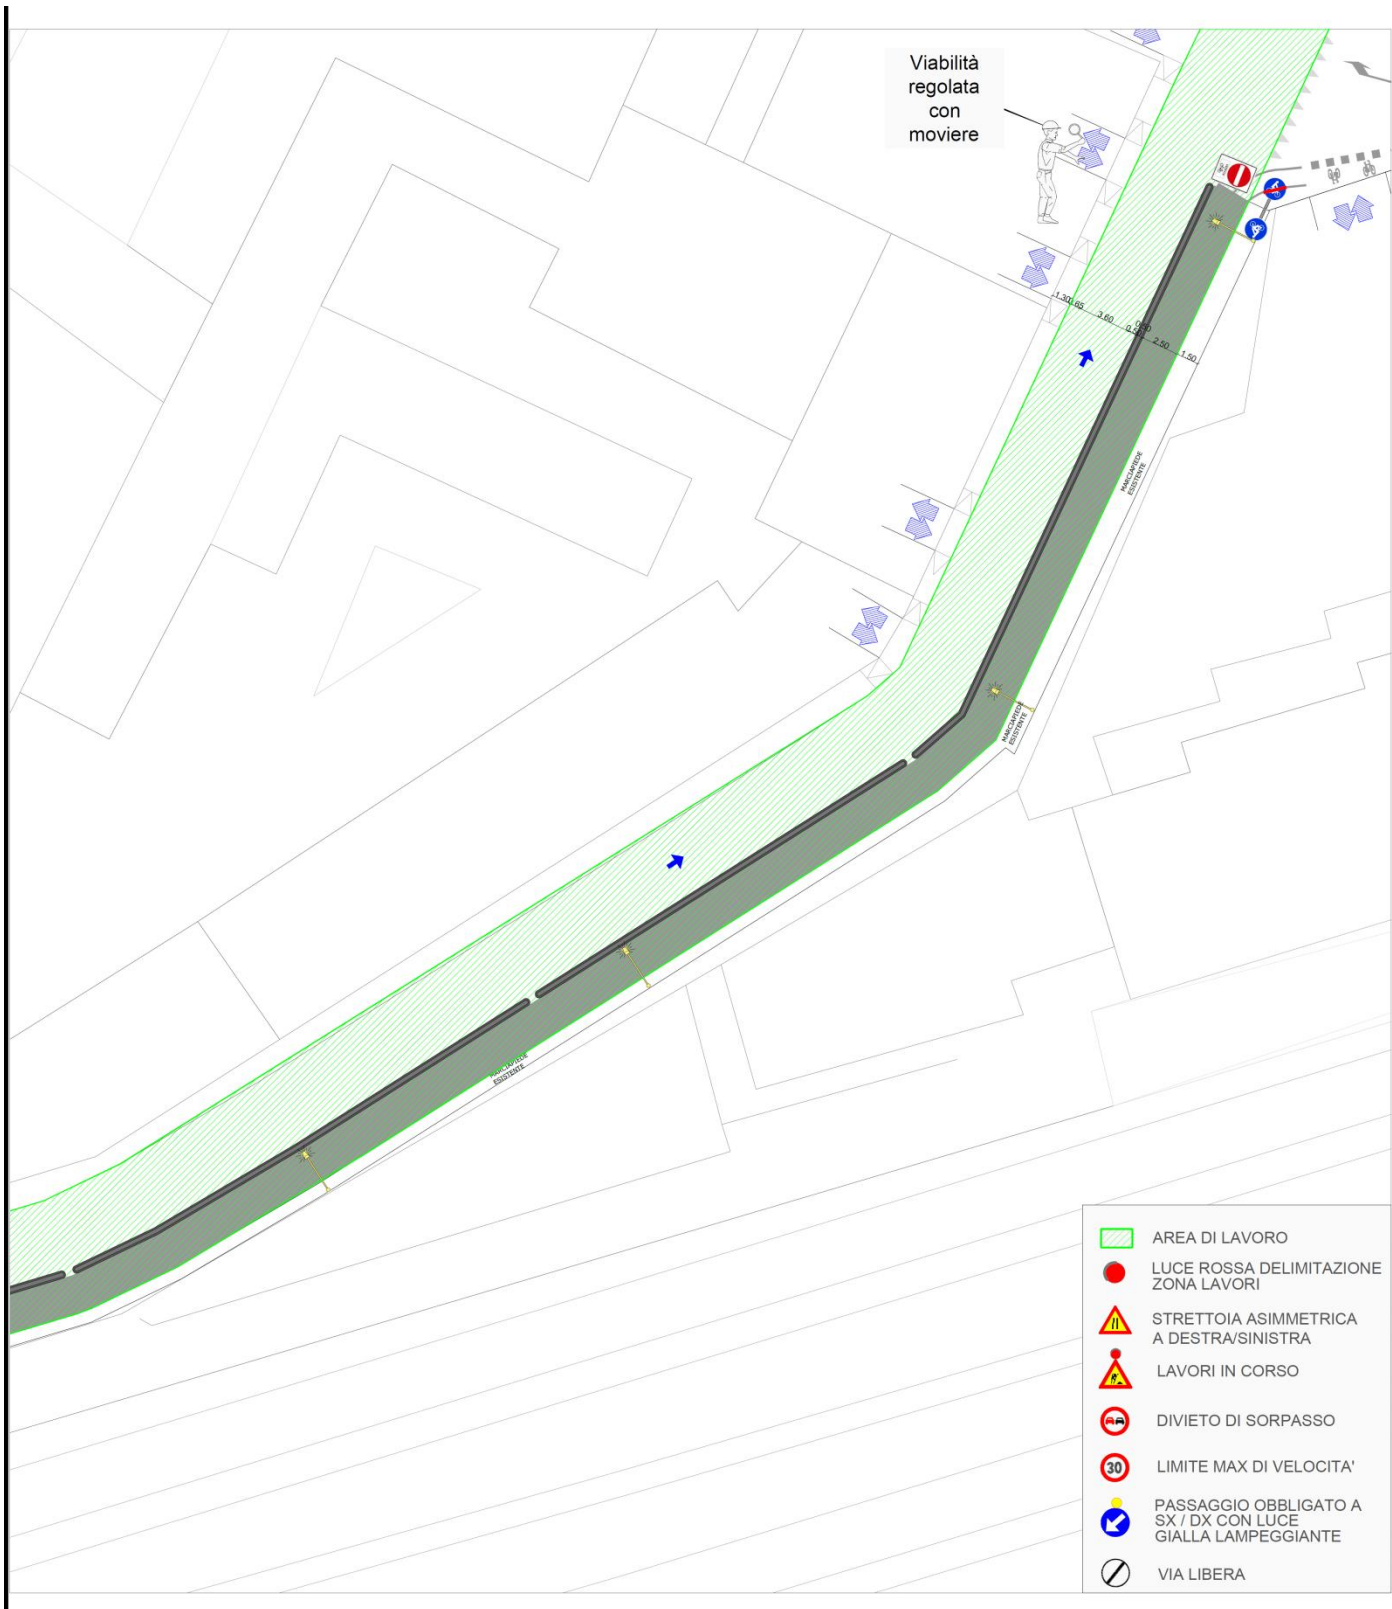 Viabilità
regolata
con
moviere
1.30
.65
3.60
2.50
1.50
MARCIAPIEDE
ESISTENTE
MARCIAPIEDE
ESISTENTE
MARCIAPIEDE
ESISTENTE
AREA DI LAVORO
LUCE ROSSA DELIMITAZIONE
ZONA LAVORI
STRETTOIA ASIMMETRICA
A DESTRA/SINISTRA
LAVORI IN CORSO
DIVIETO DI SORPASSO
30
LIMITE MAX DI VELOCITA'
PASSAGGIO OBBLIGATO A
SX / DX CON LUCE
GIALLA LAMPEGGIANTE
VIA LIBERA